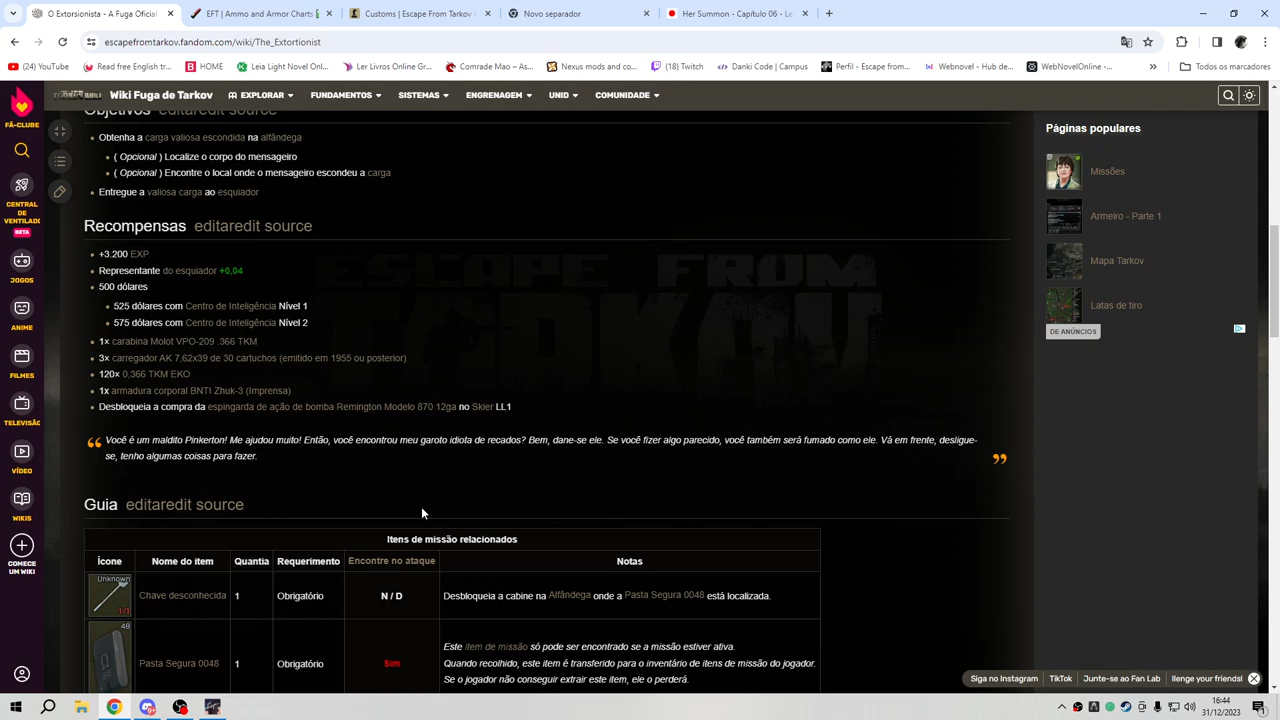 O Extorsionista - A Fuga Oficial
EFT | Ammo and Armor Charts
Customs | Escape From Tarkov
Novo separador
Her Summon - Capítulo 06 - Le
escapefromtarkov.fandom.com/wiki/The_Extortionist
(24) YouTube
Read free English tr...
HOME
Leia Light Novel Onl...
Ler Livros Online Gr...
Comrade Mao – As...
Nexus mods and co...
(18) Twitch
Danki Code | Campus
Perfil - Escape from...
Webnovel - Hub de...
WebNovelOnline -...
Todos os marcadores
Wiki Fuga de Tarkov
EXPLORAR
FUNDAMENTOS
SISTEMAS
ENGRENAGEM
UNID
COMUNIDADE
FÃ-CLUBE
CENTRAL
DE
VENTILADO
BETA
JOGOS
ANIME
FILMES
TELEVISÃO
VÍDEO
WIKIS
COMECE
UM WIKI
Objetivos editaredit source
Obtenha a carga valiosa escondida na alfândega
( Opcional ) Localize o corpo do mensageiro
( Opcional ) Encontre o local onde o mensageiro escondeu a carga
Entregue a valiosa carga ao esquiador
Recompensas editaredit source
+3.200 EXP
Representante do esquiador +0,04
500 dólares
525 dólares com Centro de Inteligência Nível 1
575 dólares com Centro de Inteligência Nível 2
1× carabina Molot VPO-209 .366 TKM
3× carregador AK 7,62x39 de 30 cartuchos (emitido em 1955 ou posterior)
120× 0,366 TKM EKO
1x armadura corporal BNTI Zhuk-3 (Imprensa)
Desbloqueia a compra da espingarda de ação de bomba Remington Modelo 870 12ga no Skier LL1
ESCAPE FROM
TARKOV
Você é um maldito Pinkerton! Me ajudou muito! Então, você encontrou meu garoto idiota de recados? Bem, dane-se ele. Se você fizer algo parecido, você também será fumado como ele. Vá em frente, desligue-
se, tenho algumas coisas para fazer.
Guia editaredit source
Itens de missão relacionados
Ícone Nome do item Quantia Requerimento Encontre no ataque Notas
Unknown
1/1
Chave desconhecida 1 Obrigatório N / D Desbloqueia a cabine na Alfândega onde a Pasta Segura 0048 está localizada.
48
Pasta Segura 0048 1 Obrigatório Sim
Este item de missão só pode ser encontrado se a missão estiver ativa.
Quando recolhido, este item é transferido para o inventário de itens de missão do jogador.
Se o jogador não conseguir extrair este item, ele o perderá.
Páginas populares
Missões
Armeiro - Parte 1
Mapa Tarkov
Latas de tiro
DE ANÚNCIOS
Siga no Instagram
TikTok
Junte-se ao Fan Lab
llenge your friends!
16:44
31/12/2023